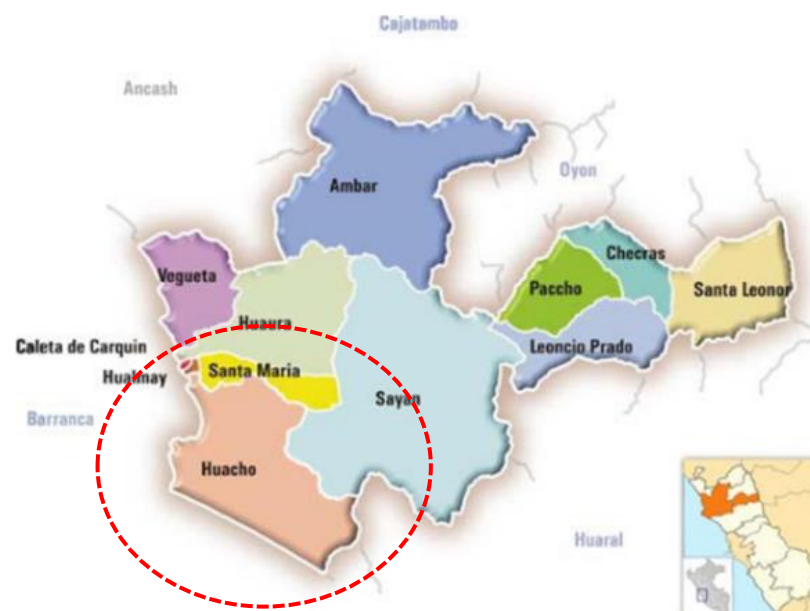 Cajatambo
Ancash
Ambar
Oyon
Vegueta
Checras
Paccho
Santa Leonor
Huaura
Caleta de Carquin
Leoncio Prado
Hualmay
Santa Maria
Sayan
Barranca
Huacho
Huaral